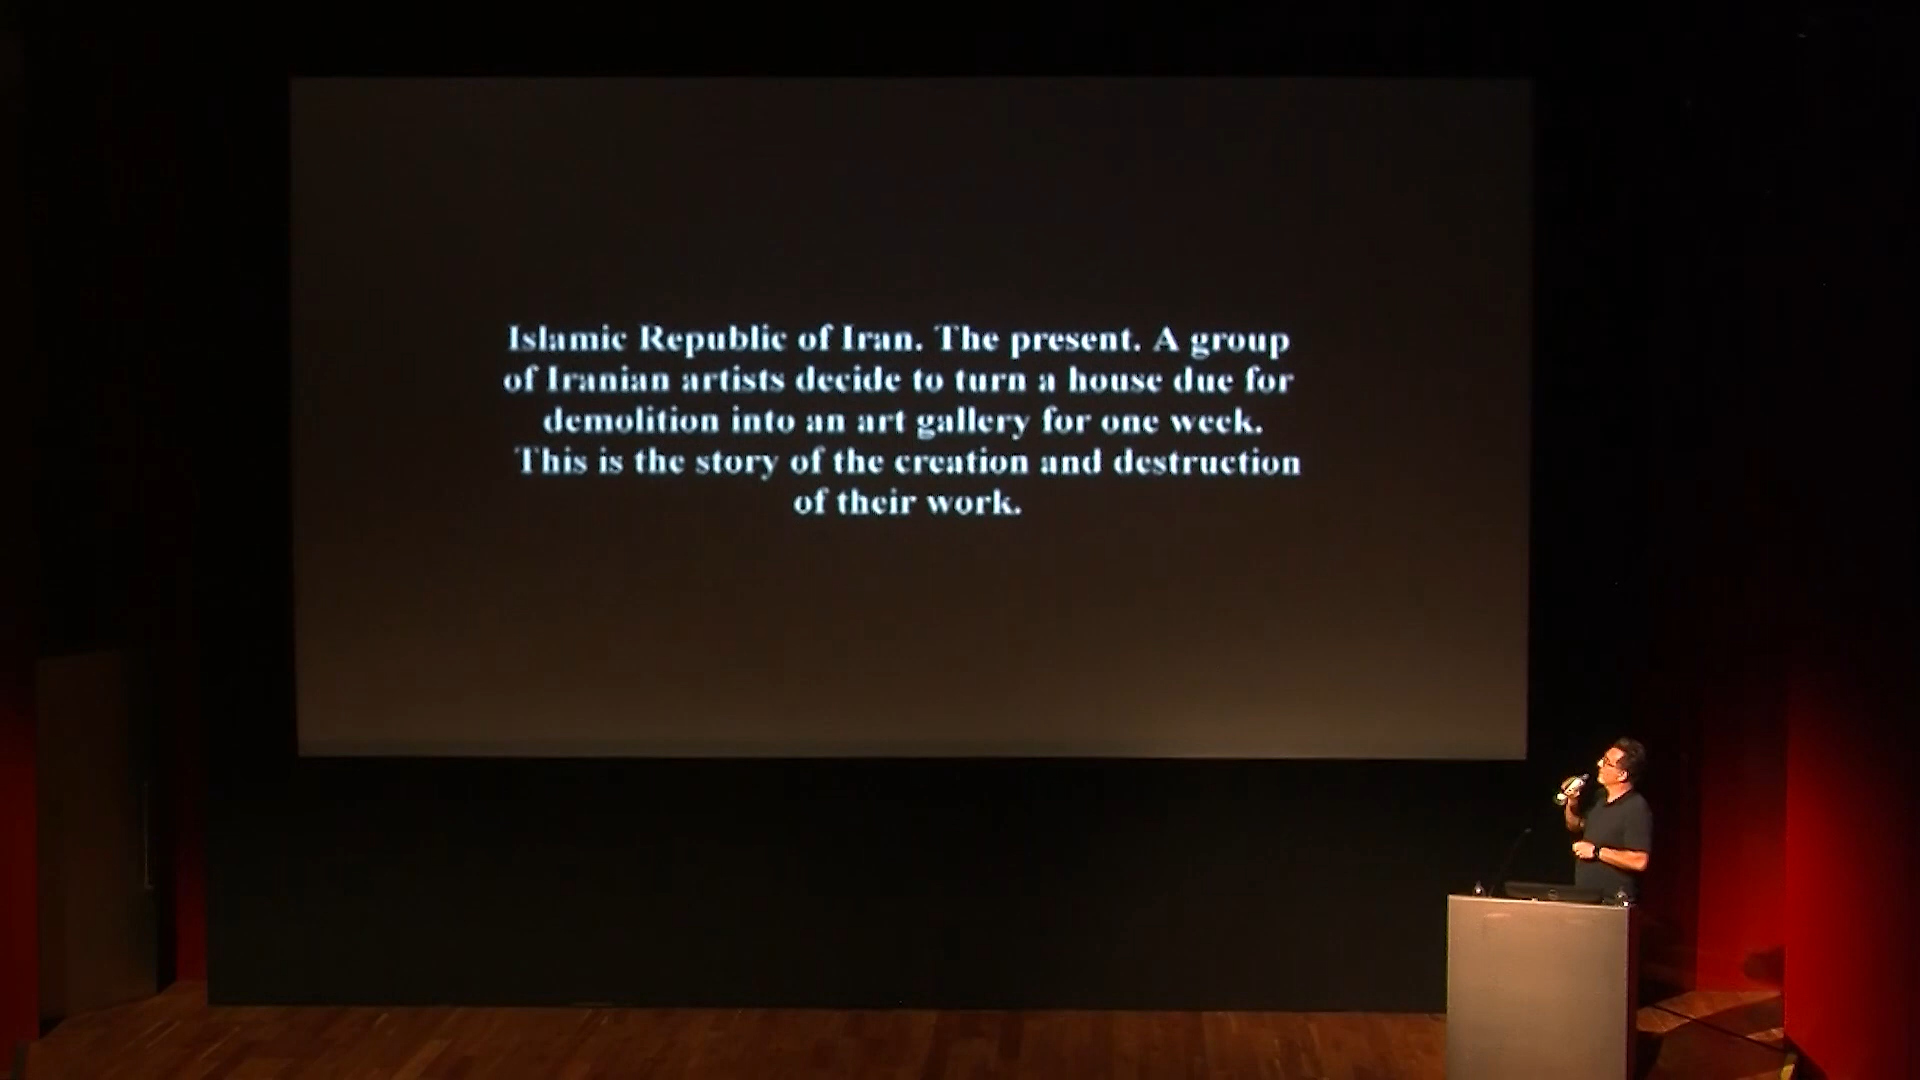 Islamic Republic of Iran. The present. A group
of Iranian artists decide to turn a house due for
demolition into an art gallery for one week.
This is the story of the creation and destruction
of their work.